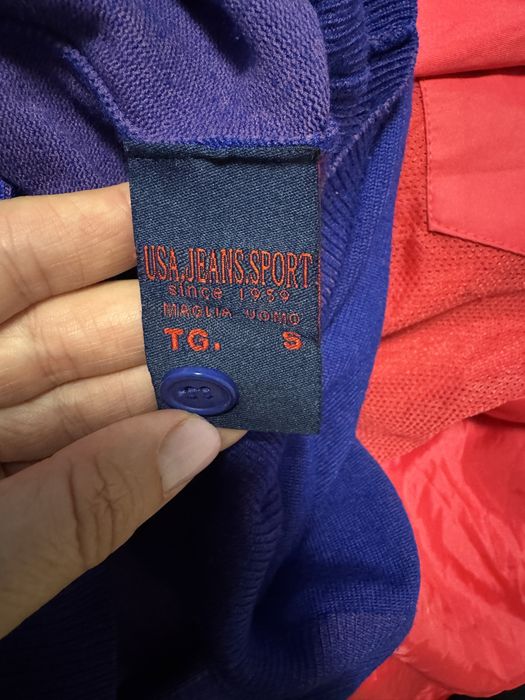 USA.JEANS.SPORT
since 1959
MAGLIA UOMO
TG. S